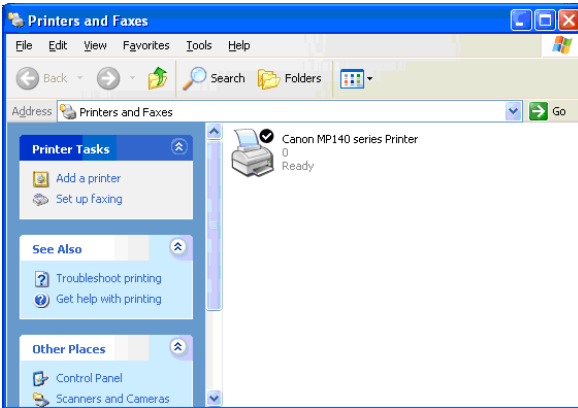 Printers and Faxes
File Edit View Favorites Tools Help
Back Search Folders
Address Printers and Faxes Go
Printer Tasks
Add a printer
Set up faxing
See Also
Troubleshoot printing
Get help with printing
Other Places
Control Panel
Scanners and Cameras
Canon MP140 series Printer
0
Ready